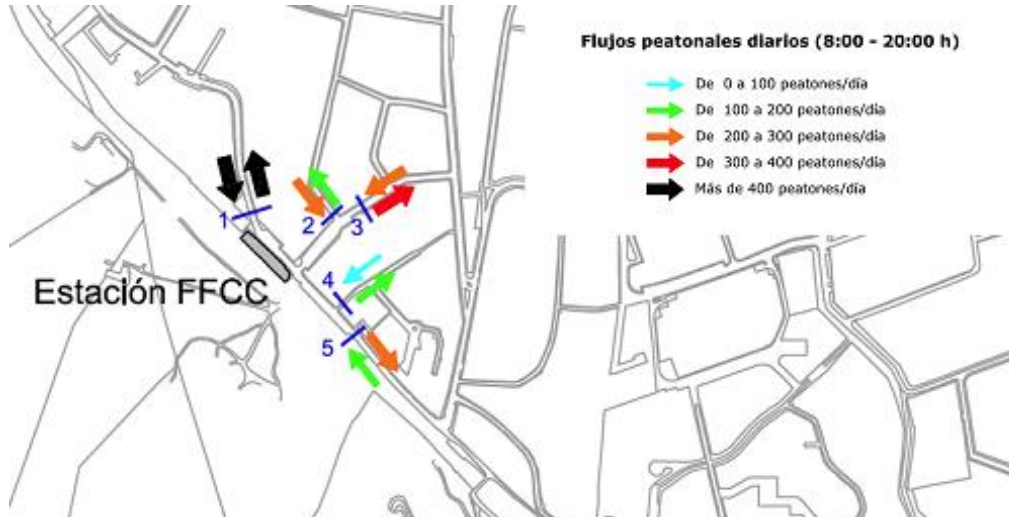 Flujos peatonales diarios (8:00 - 20:00 h)
De 0 a 100 peatones/día
De 100 a 200 peatones/día
De 200 a 300 peatones/día
De 300 a 400 peatones/día
Más de 400 peatones/día
1
2
3
Estación FFCC
4
5